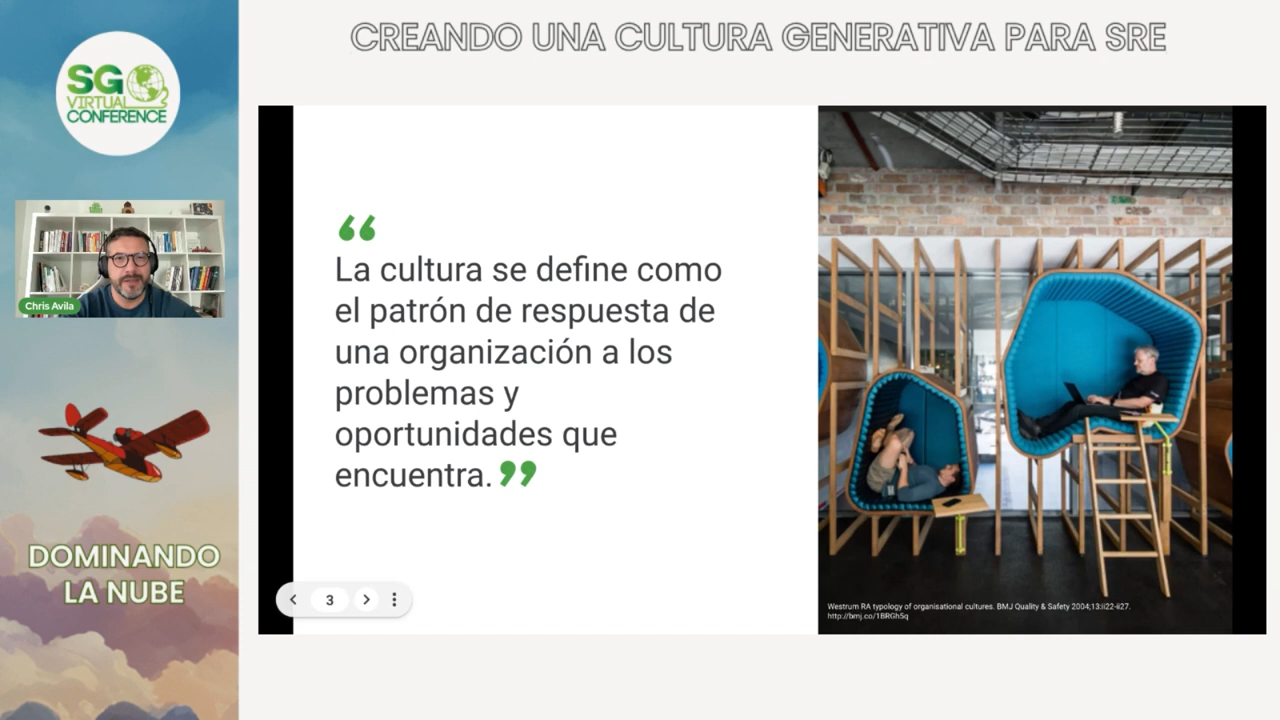 CREANDO UNA CULTURA GENERATIVA PARA SRE
SG
VIRTUAL
CONFERENCE
Chris Avila
DOMINANDO
LA NUBE
“
La cultura se define como
el patrón de respuesta de
una organización a los
problemas y
oportunidades que
encuentra.”
3
Westrum RA typology of organisational cultures. BMJ Quality & Safety 2004;13:ii22-ii27.
http://bmj.co/1BRGh5q